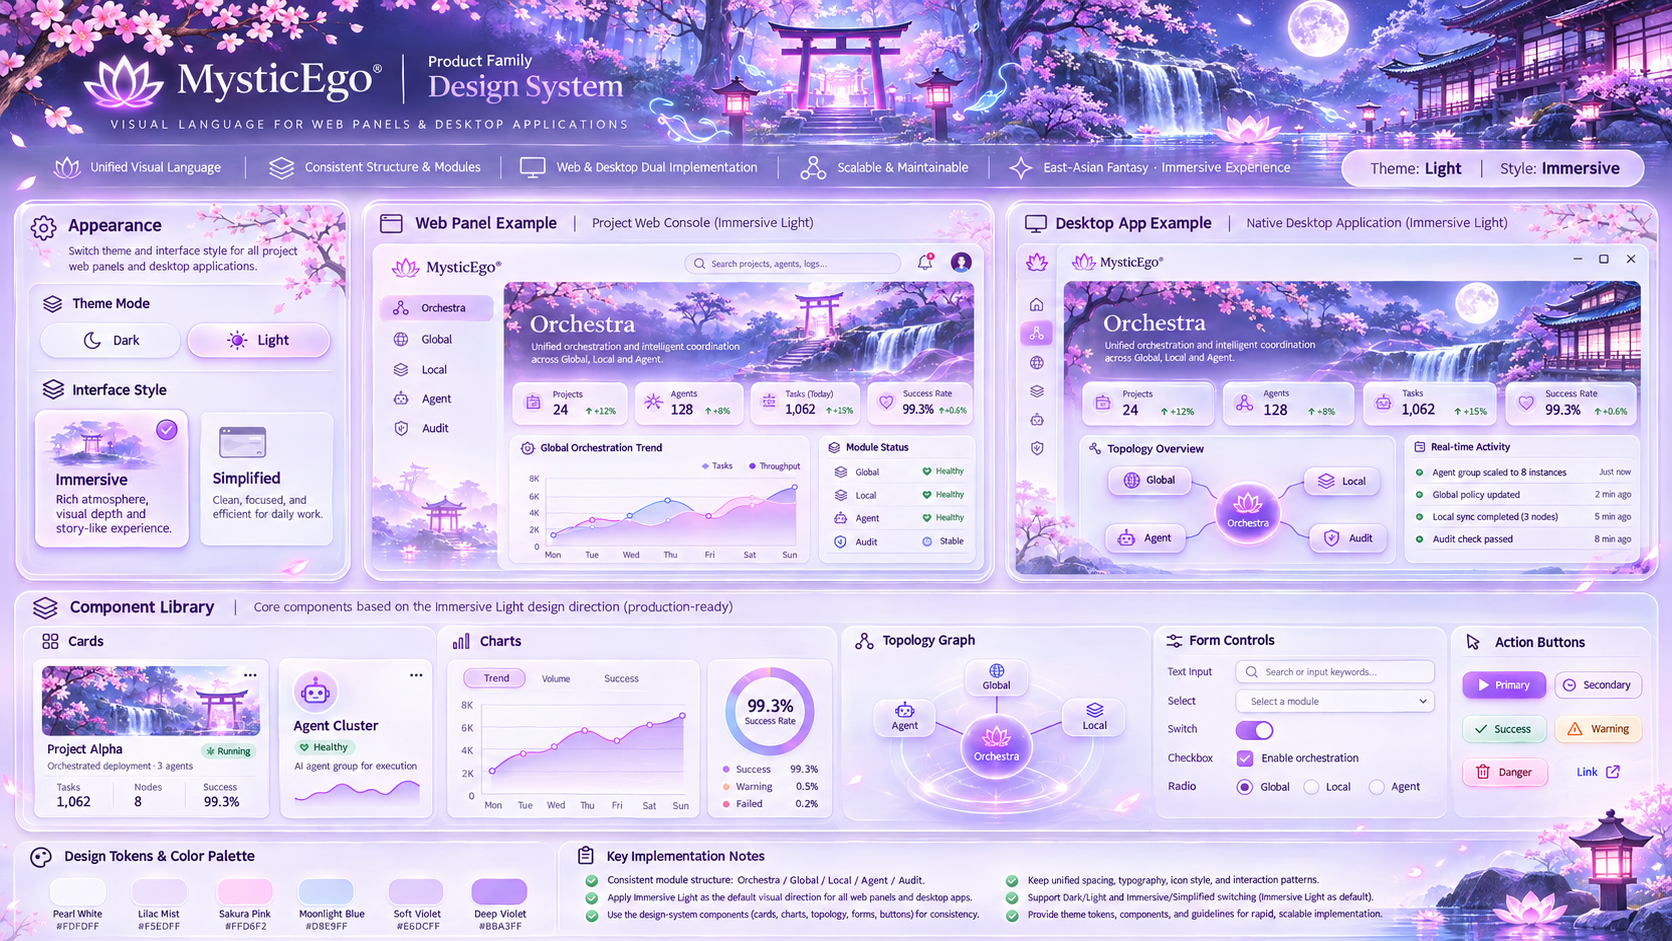 MysticEgo®
Product Family
Design System
VISUAL LANGUAGE FOR WEB PANELS & DESKTOP APPLICATIONS
Unified Visual Language
Consistent Structure & Modules
Web & Desktop Dual Implementation
Scalable & Maintainable
East-Asian Fantasy · Immersive Experience
Theme: Light | Style: Immersive
Appearance
Switch theme and interface style for all project
web panels and desktop applications.
Theme Mode
Dark
Light
Interface Style
Immersive
Rich atmosphere,
visual depth and
story-like experience.
Simplified
Clean, focused, and
efficient for daily work.
Web Panel Example | Project Web Console (Immersive Light)
MysticEgo®
Search projects, agents, logs...
Orchestra
Global
Local
Agent
Audit
Orchestra
Unified orchestration and intelligent coordination
across Global, Local and Agent.
Projects
24 ↑ +12%
Agents
128 ↑ +8%
Tasks (Today)
1,062 ↑ +15%
Success Rate
99.3% ↑ +0.6%
Global Orchestration Trend
Tasks
Throughput
8K
6K
4K
2K
0
Mon Tue Wed Thu Fri Sat Sun
Module Status
Global Healthy
Local Healthy
Agent Healthy
Audit Stable
Desktop App Example | Native Desktop Application (Immersive Light)
MysticEgo®
Orchestra
Unified orchestration and intelligent coordination
across Global, Local and Agent.
Projects
24 ↑ +12%
Agents
128 ↑ +8%
Tasks
1,062 ↑ +15%
Success Rate
99.3% ↑ +0.6%
Topology Overview
Global
Local
Orchestra
Agent
Audit
Real-time Activity
Agent group scaled to 8 instances Just now
Global policy updated 2 min ago
Local sync completed (3 nodes) 5 min ago
Audit check passed 8 min ago
Component Library | Core components based on the Immersive Light design direction (production-ready)
Cards
Project Alpha
Running
Orchestrated deployment · 3 agents
Tasks Nodes Success
1,062 8 99.3%
Agent Cluster
Healthy
AI agent group for execution
Charts
Trend Volume Success
8K
6K
4K
2K
0
Mon Tue Wed Thu Fri Sat Sun
99.3%
Success Rate
Success 99.3%
Warning 0.5%
Failed 0.2%
Topology Graph
Global
Agent
Local
Orchestra
Form Controls
Text Input Search or input keywords...
Select Select a module
Switch
Checkbox Enable orchestration
Radio Global Local Agent
Action Buttons
Primary
Secondary
Success
Warning
Danger
Link
Design Tokens & Color Palette
Pearl White
#FDFDFF
Lilac Mist
#F5EDFF
Sakura Pink
#FFD6F2
Moonlight Blue
#D8E9FF
Soft Violet
#E6DCFF
Deep Violet
#BBA3FF
Key Implementation Notes
Consistent module structure: Orchestra / Global / Local / Agent / Audit.
Apply Immersive Light as the default visual direction for all web panels and desktop apps.
Use the design-system components (cards, charts, topology, forms, buttons) for consistency.
Keep unified spacing, typography, icon style, and interaction patterns.
Support Dark/Light and Immersive/Simplified switching (Immersive Light as default).
Provide theme tokens, components, and guidelines for rapid, scalable implementation.